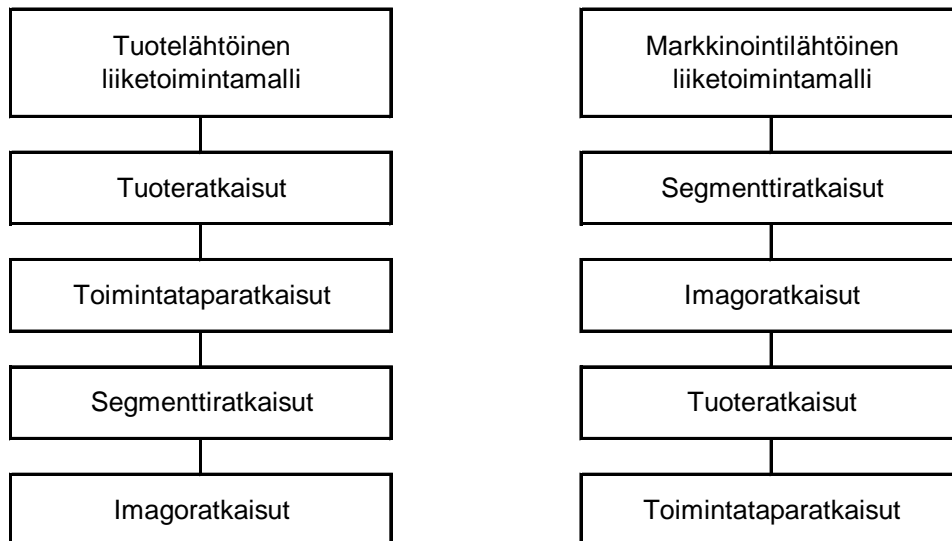 Tuotelähtöinen
liiketoimintamalli
Tuoteratkaisut
Toimintataparatkaisut
Segmenttiratkaisut
Imagoratkaisut
Markkinointilähtöinen
liiketoimintamalli
Segmenttiratkaisut
Imagoratkaisut
Tuoteratkaisut
Toimintataparatkaisut